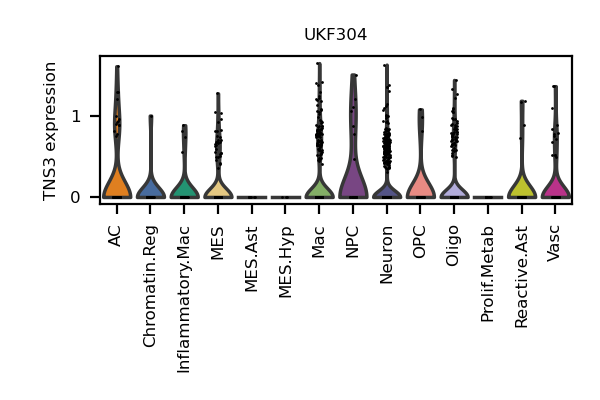 UKF304
TNS3 expression
1
0
AC
Chromatin.Reg
Inflammatory.Mac
MES
MES.Ast
MES.Hyp
Mac
NPC
Neuron
OPC
Oligo
Prolif.Metab
Reactive.Ast
Vasc